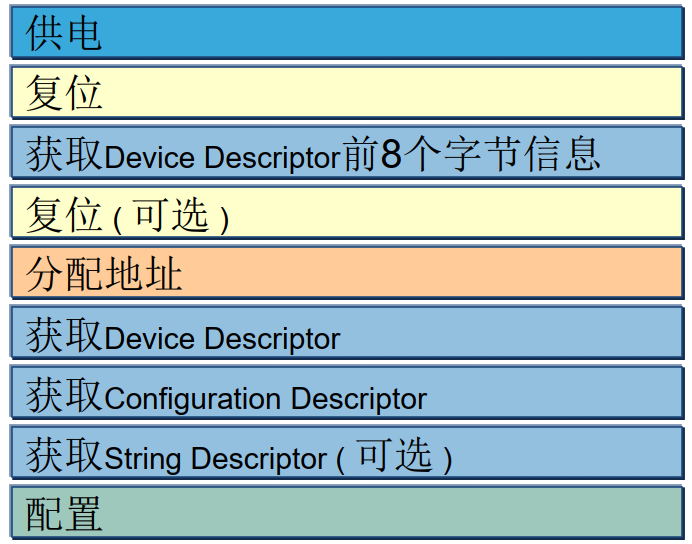 供电
复位
获取Device Descriptor前8个字节信息
复位 ( 可选 )
分配地址
获取Device Descriptor
获取Configuration Descriptor
获取String Descriptor ( 可选 )
配置